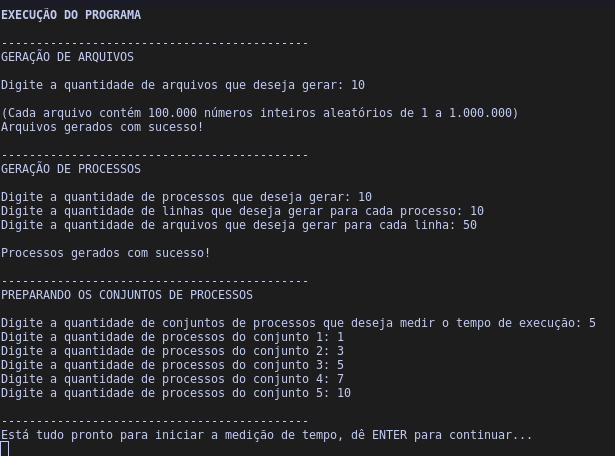 EXECUÇÃO DO PROGRAMA
--------------------------------------------
GERAÇÃO DE ARQUIVOS
Digite a quantidade de arquivos que deseja gerar: 10
(Cada arquivo contém 100.000 números inteiros aleatórios de 1 a 1.000.000)
Arquivos gerados com sucesso!
--------------------------------------------
GERAÇÃO DE PROCESSOS
Digite a quantidade de processos que deseja gerar: 10
Digite a quantidade de linhas que deseja gerar para cada processo: 10
Digite a quantidade de arquivos que deseja gerar para cada linha: 50
Processos gerados com sucesso!
--------------------------------------------
PREPARANDO OS CONJUNTOS DE PROCESSOS
Digite a quantidade de conjuntos de processos que deseja medir o tempo de execução: 5
Digite a quantidade de processos do conjunto 1: 1
Digite a quantidade de processos do conjunto 2: 3
Digite a quantidade de processos do conjunto 3: 5
Digite a quantidade de processos do conjunto 4: 7
Digite a quantidade de processos do conjunto 5: 10
--------------------------------------------
Está tudo pronto para iniciar a medição de tempo, dê ENTER para continuar...